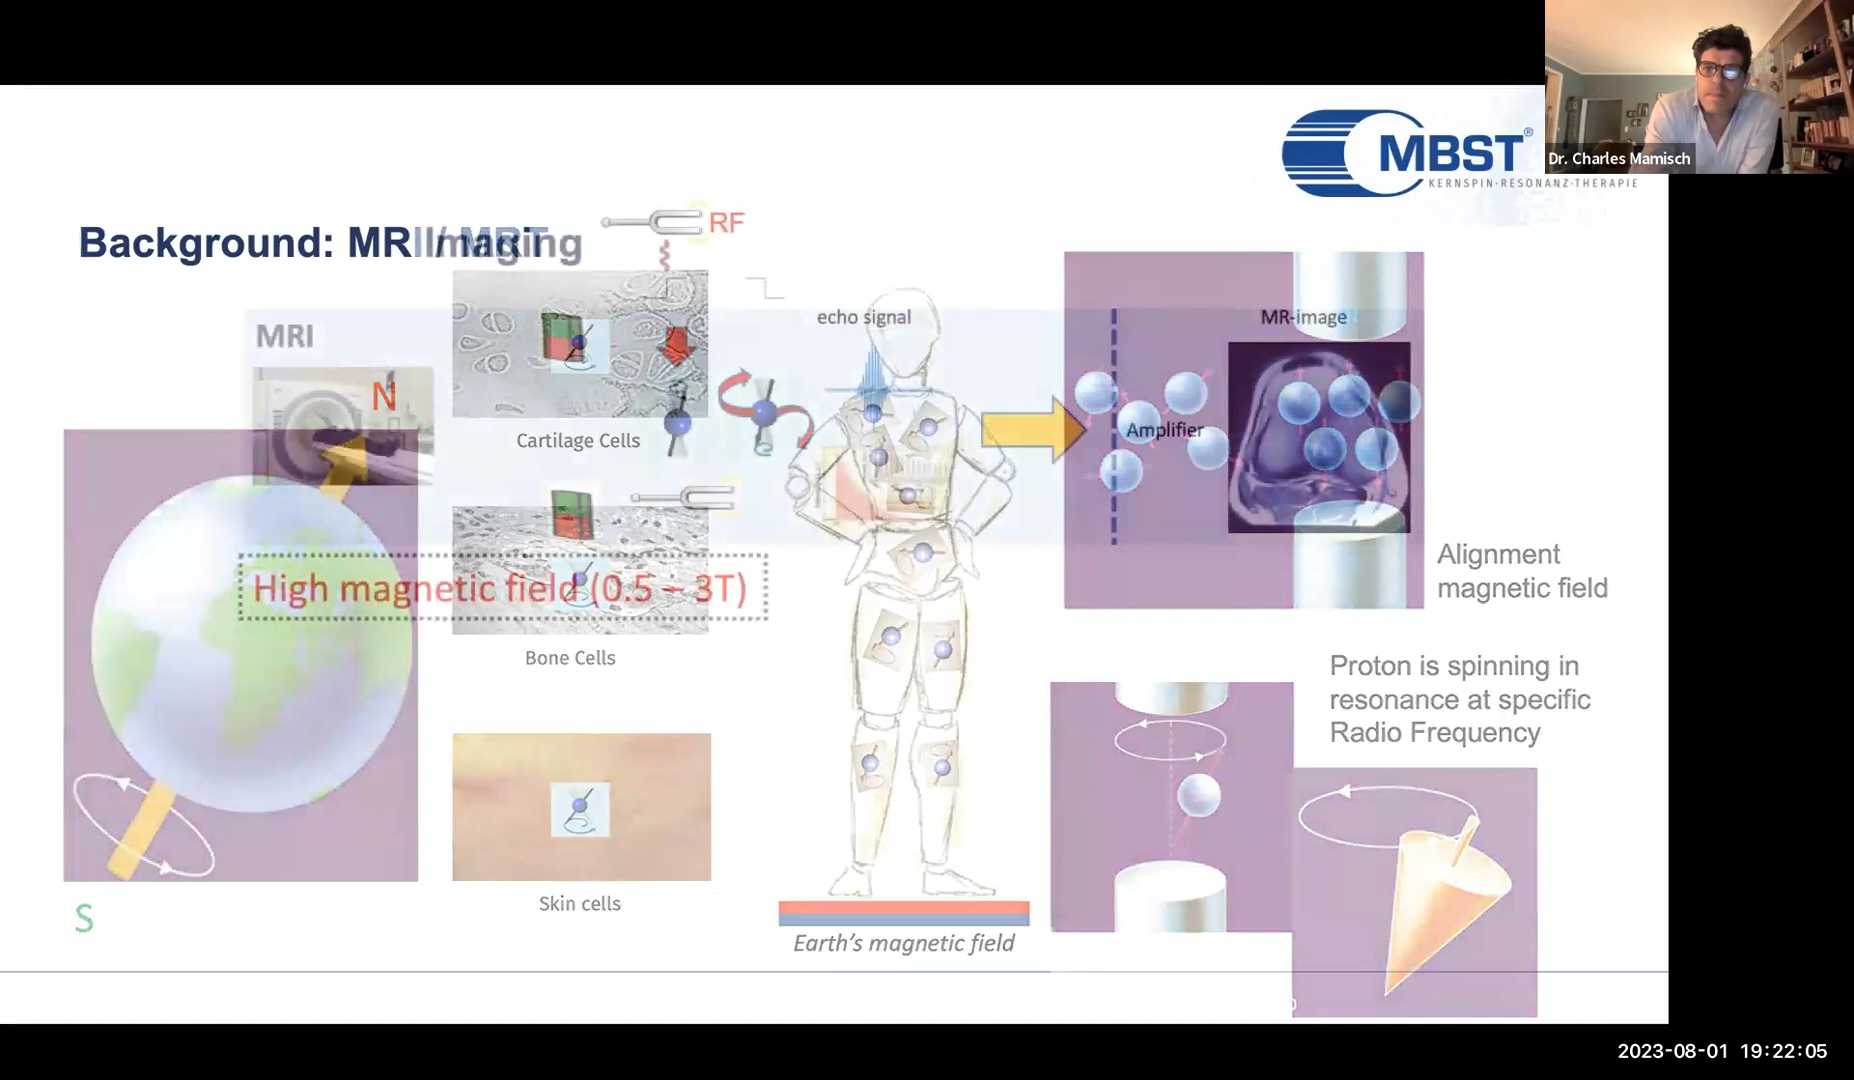 MBST®
KERNSPIN·RESONANZ·THERAPIE
Dr. Charles Mamisch
Background: MRI / MRT
Imaging
RF
MRI
echo signal
MR-image
N
Cartilage Cells
Amplifier
High magnetic field (0.5 – 3T)
Alignment
magnetic field
Bone Cells
Proton is spinning in
resonance at specific
Radio Frequency
Skin cells
S
Earth’s magnetic field
2023-08-01 19:22:05